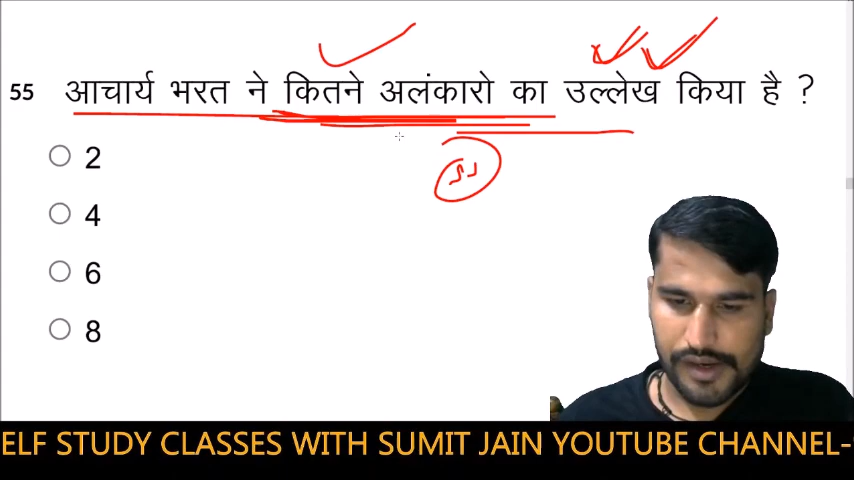 55 आचार्य भरत ने कितने अलंकारो का उल्लेख किया है ?
2
4
6
8
ELF STUDY CLASSES WITH SUMIT JAIN YOUTUBE CHANNEL-